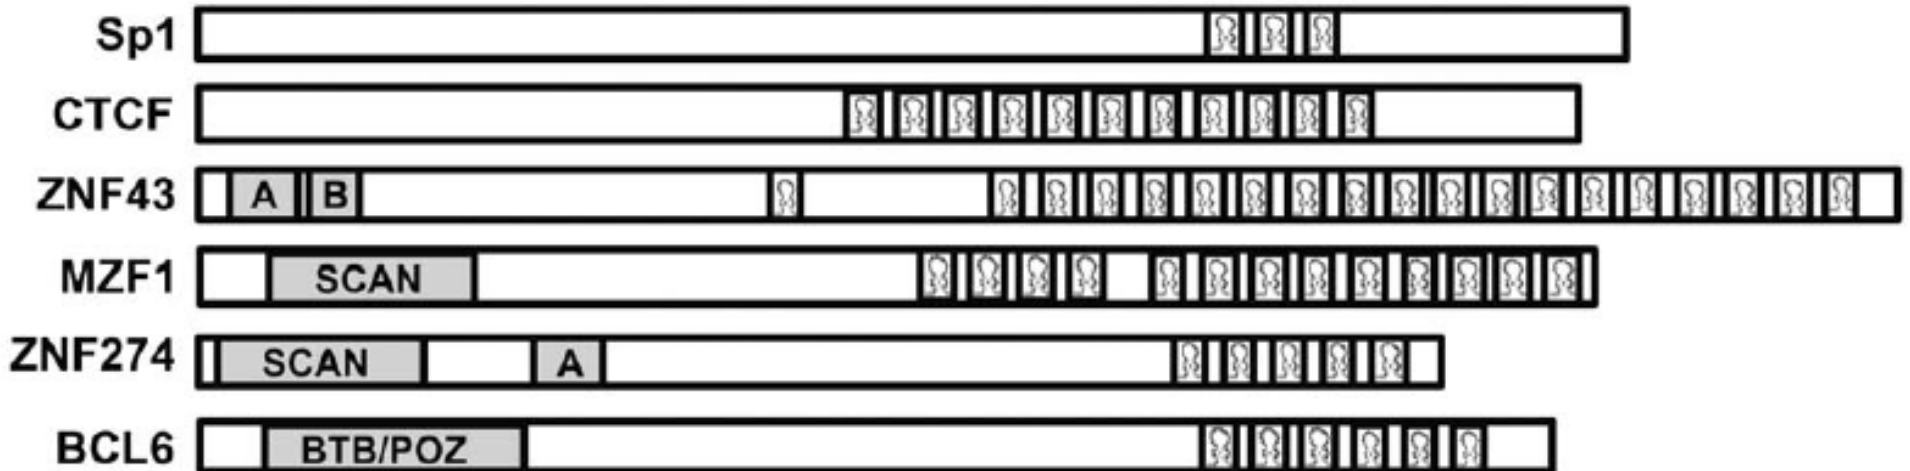 Sp1
CTCF
ZNF43 A B
MZF1 SCAN
ZNF274 SCAN A
BCL6 BTB/POZ